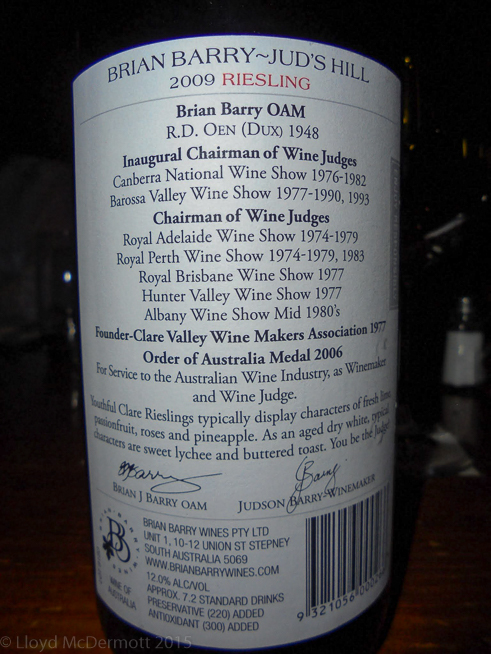 BRIAN BARRY~JUD'S HILL
2009 RIESLING
Brian Barry OAM
R.D. OEN (DUX) 1948
Inaugural Chairman of Wine Judges
Canberra National Wine Show 1976-1982
Barossa Valley Wine Show 1977-1990, 1993
Chairman of Wine Judges
Royal Adelaide Wine Show 1974-1979
Royal Perth Wine Show 1974-1979, 1983
Royal Brisbane Wine Show 1977
Hunter Valley Wine Show 1977
Albany Wine Show Mid 1980's
Founder-Clare Valley Wine Makers Association 1977
Order of Australia Medal 2006
For Service to the Australian Wine Industry, as Winemaker
and Wine Judge.
Youthful Clare Rieslings typically display characters of fresh limes,
passionfruit, roses and pineapple. As an aged dry white, typical
characters are sweet lychee and buttered toast. You be the Judge!
BRIAN J BARRY OAM
JUDSON BARRY-WINEMAKER
BRIAN BARRY WINES PTY LTD
UNIT 1, 10-12 UNION ST STEPNEY
SOUTH AUSTRALIA 5069
WWW.BRIANBARRYWINES.COM
12.0% ALC/VOL
APPROX. 7.2 STANDARD DRINKS
PRESERVATIVE (220) ADDED
ANTIOXIDANT (300) ADDED
WINE OF
AUSTRALIA
9 321056 000
© Lloyd McDermott 2015